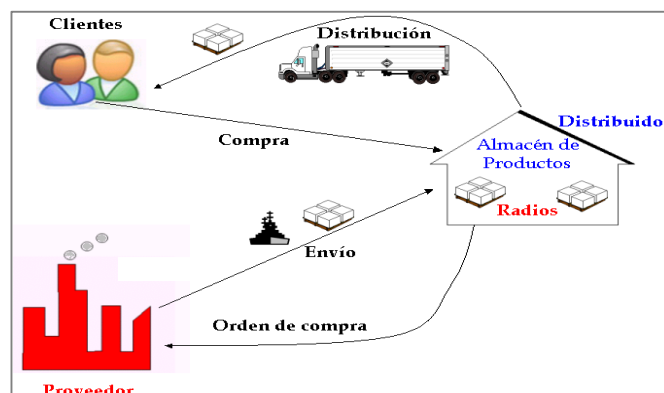 Clientes
Distribución
Distribuido
Compra
Almacén de
Productos
Radios
Envío
Orden de compra
Proveedor